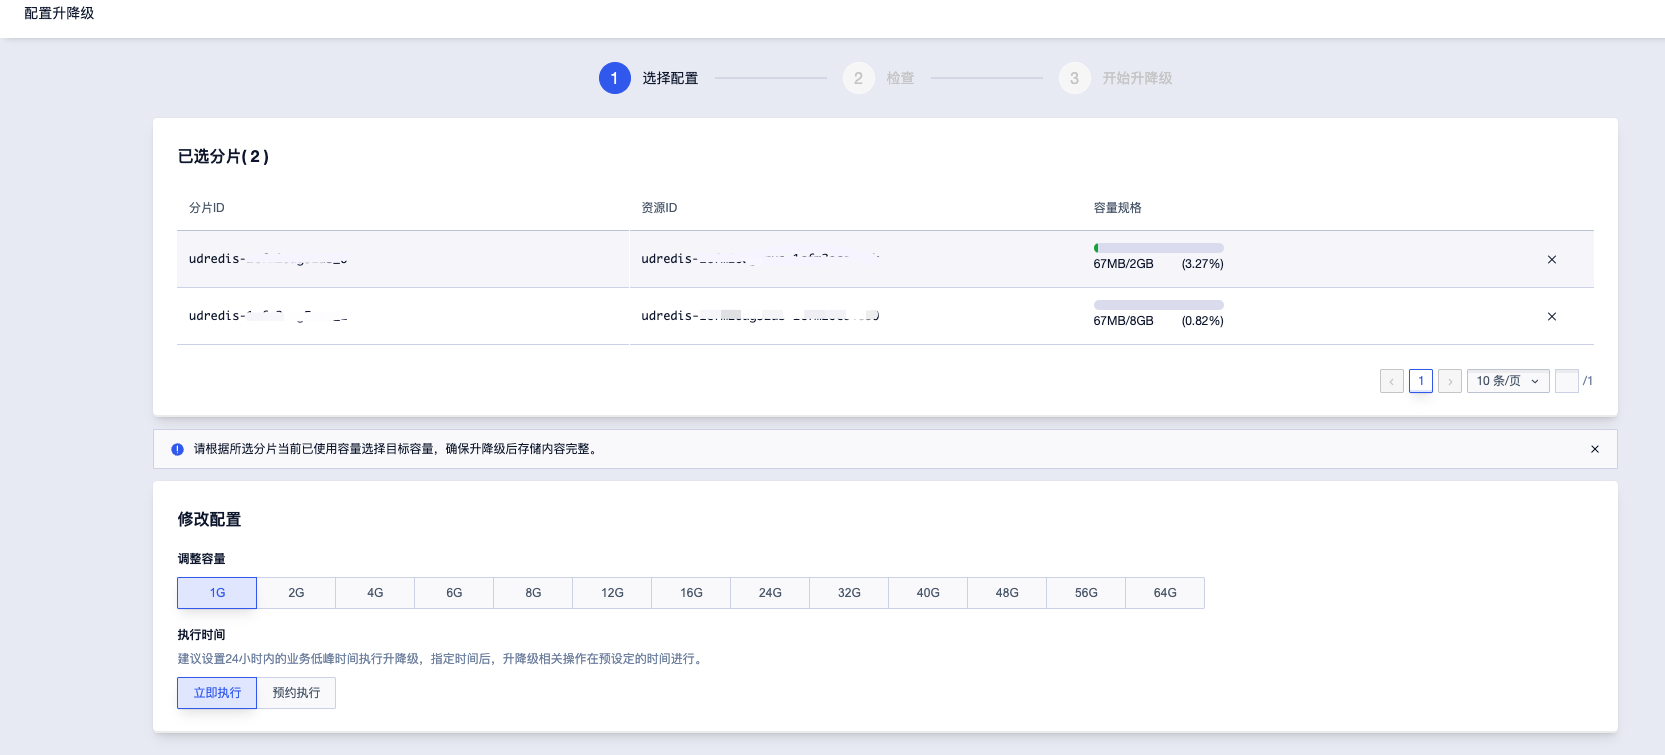 配置升降级
1 选择配置 2 检查 3 开始升降级
已选分片( 2 )
分片ID 资源ID 容量规格
udredis- udredis- 67MB/2GB (3.27%)
udredis- udredis- 67MB/8GB (0.82%)
1 10 条/页 /1
请根据所选分片当前已使用容量选择目标容量，确保升降级后存储内容完整。
修改配置
调整容量
1G 2G 4G 6G 8G 12G 16G 24G 32G 40G 48G 56G 64G
执行时间
建议设置24小时内的业务低峰时间执行升降级，指定时间后，升降级相关操作在预设定的时间进行。
立即执行 预约执行